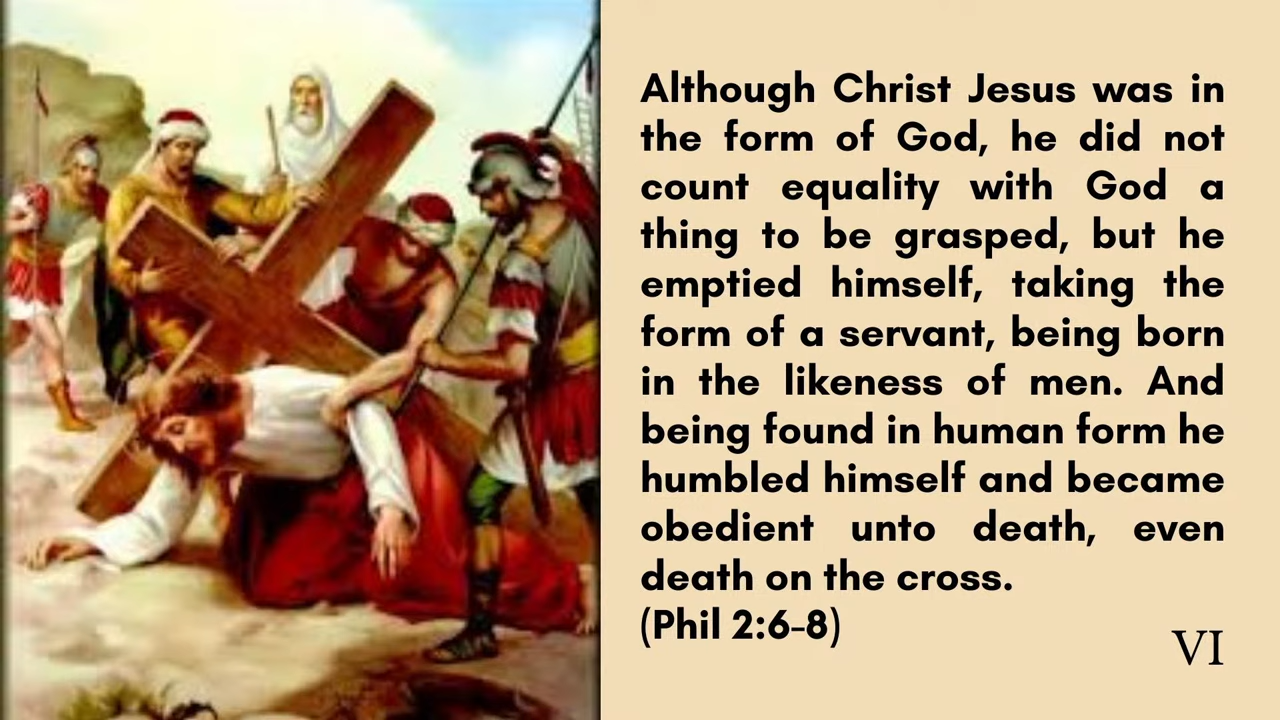 Although Christ Jesus was in
the form of God, he did not
count equality with God a
thing to be grasped, but he
emptied himself, taking the
form of a servant, being born
in the likeness of men. And
being found in human form he
humbled himself and became
obedient unto death, even
death on the cross.
(Phil 2:6-8)
VI